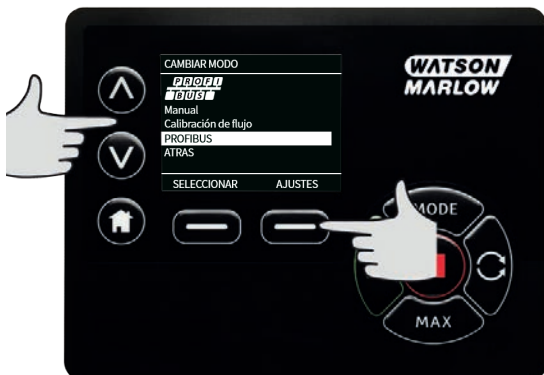 CAMBIAR MODO
PROFI
BUS
Manual
Calibración de flujo
PROFIBUS
ATRAS
SELECCIONAR AJUSTES
WATSON
MARLOW
MODE
MAX